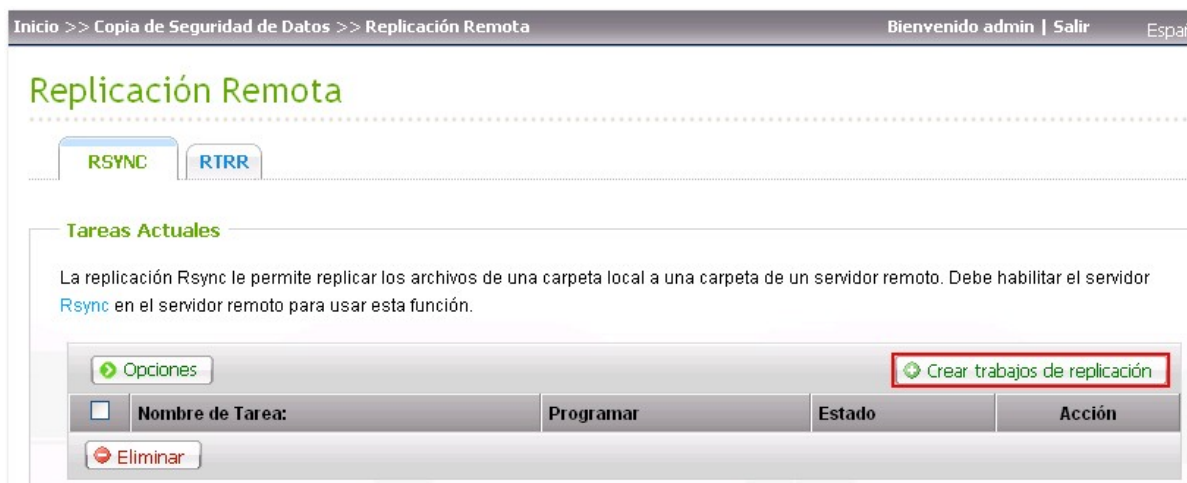 Inicio >> Copia de Seguridad de Datos >> Replicación Remota Bienvenido admin | Salir
Replicación Remota
RSYNC RTRR
Tareas Actuales
La replicación Rsync le permite replicar los archivos de una carpeta local a una carpeta de un servidor remoto. Debe habilitar el servidor
Rsync en el servidor remoto para usar esta función.
Opciones Crear trabajos de replicación
Nombre de Tarea: Programar Estado Acción
Eliminar